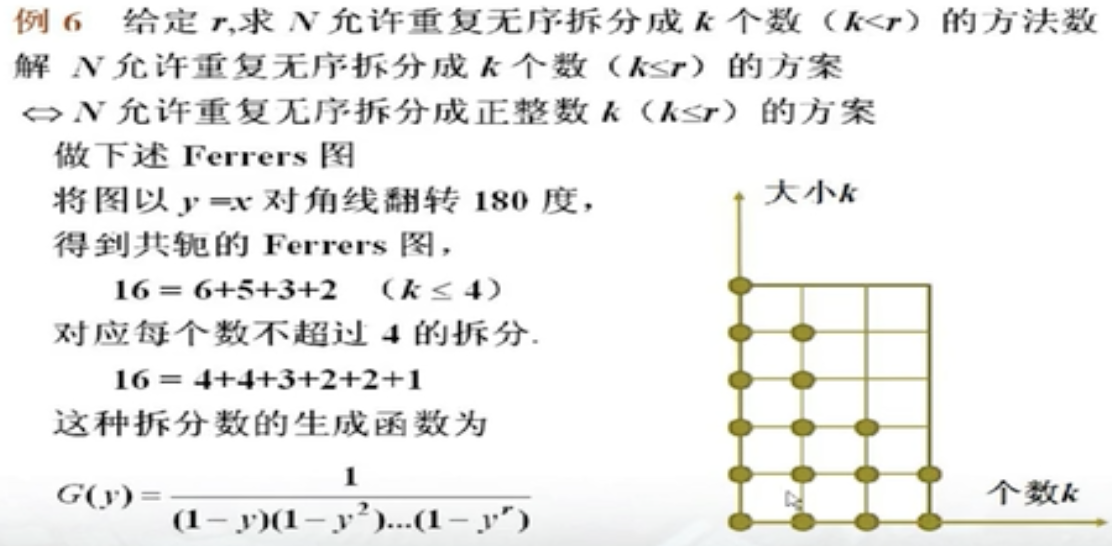 例 6 给定 r,求 N 允许重复无序拆分成 k 个数（k<r）的方法数
解 N 允许重复无序拆分成 k 个数（k≤r）的方案
⇔ N 允许重复无序拆分成正整数 k（k≤r）的方案
做下述 Ferrers 图
将图以 y =x 对角线翻转 180 度，
得到共轭的 Ferrers 图，
16 = 6+5+3+2 （k ≤ 4）
对应每个数不超过 4 的拆分.
16 = 4+4+3+2+2+1
这种拆分数的生成函数为
G(y) = 1 / (1− y)(1− y²)...(1− yʳ)
大小k
个数k